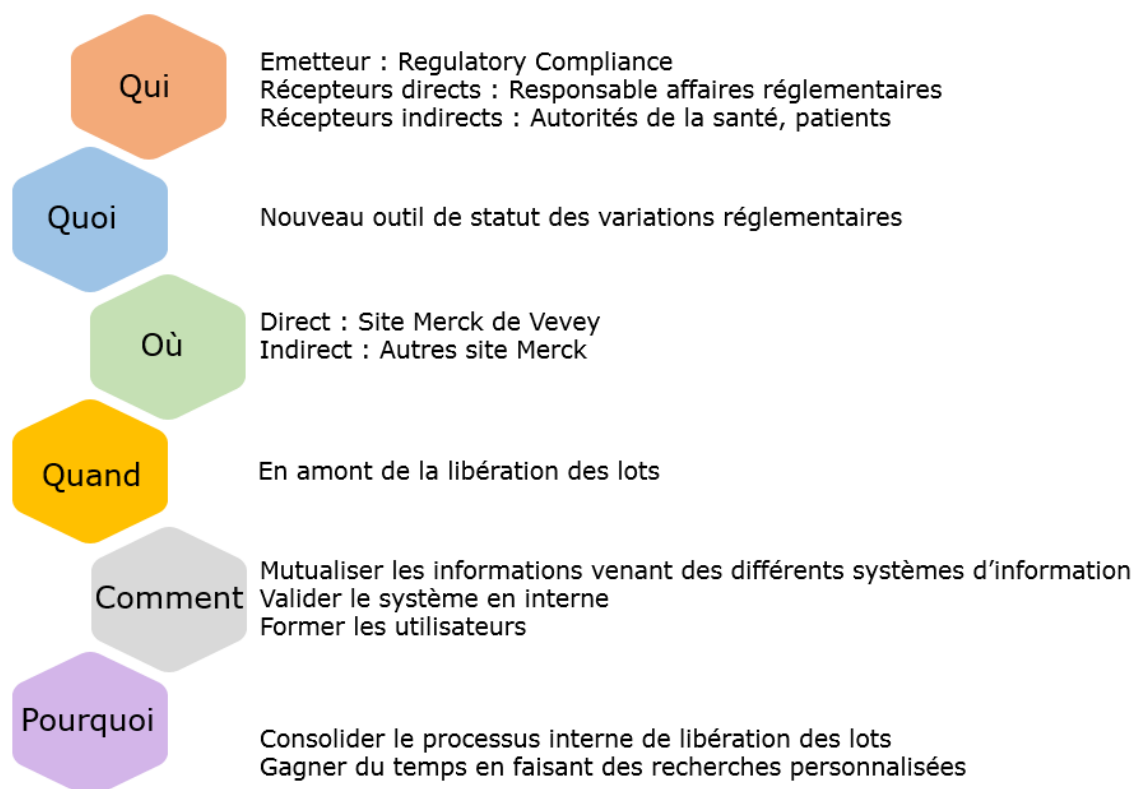 Qui
Emetteur : Regulatory Compliance
Récepteurs directs : Responsable affaires réglementaires
Récepteurs indirects : Autorités de la santé, patients
Quoi
Nouveau outil de statut des variations réglementaires
Où
Direct : Site Merck de Vevey
Indirect : Autres site Merck
Quand
En amont de la libération des lots
Comment
Mutualiser les informations venant des différents systèmes d'information
Valider le système en interne
Former les utilisateurs
Pourquoi
Consolider le processus interne de libération des lots
Gagner du temps en faisant des recherches personnalisées